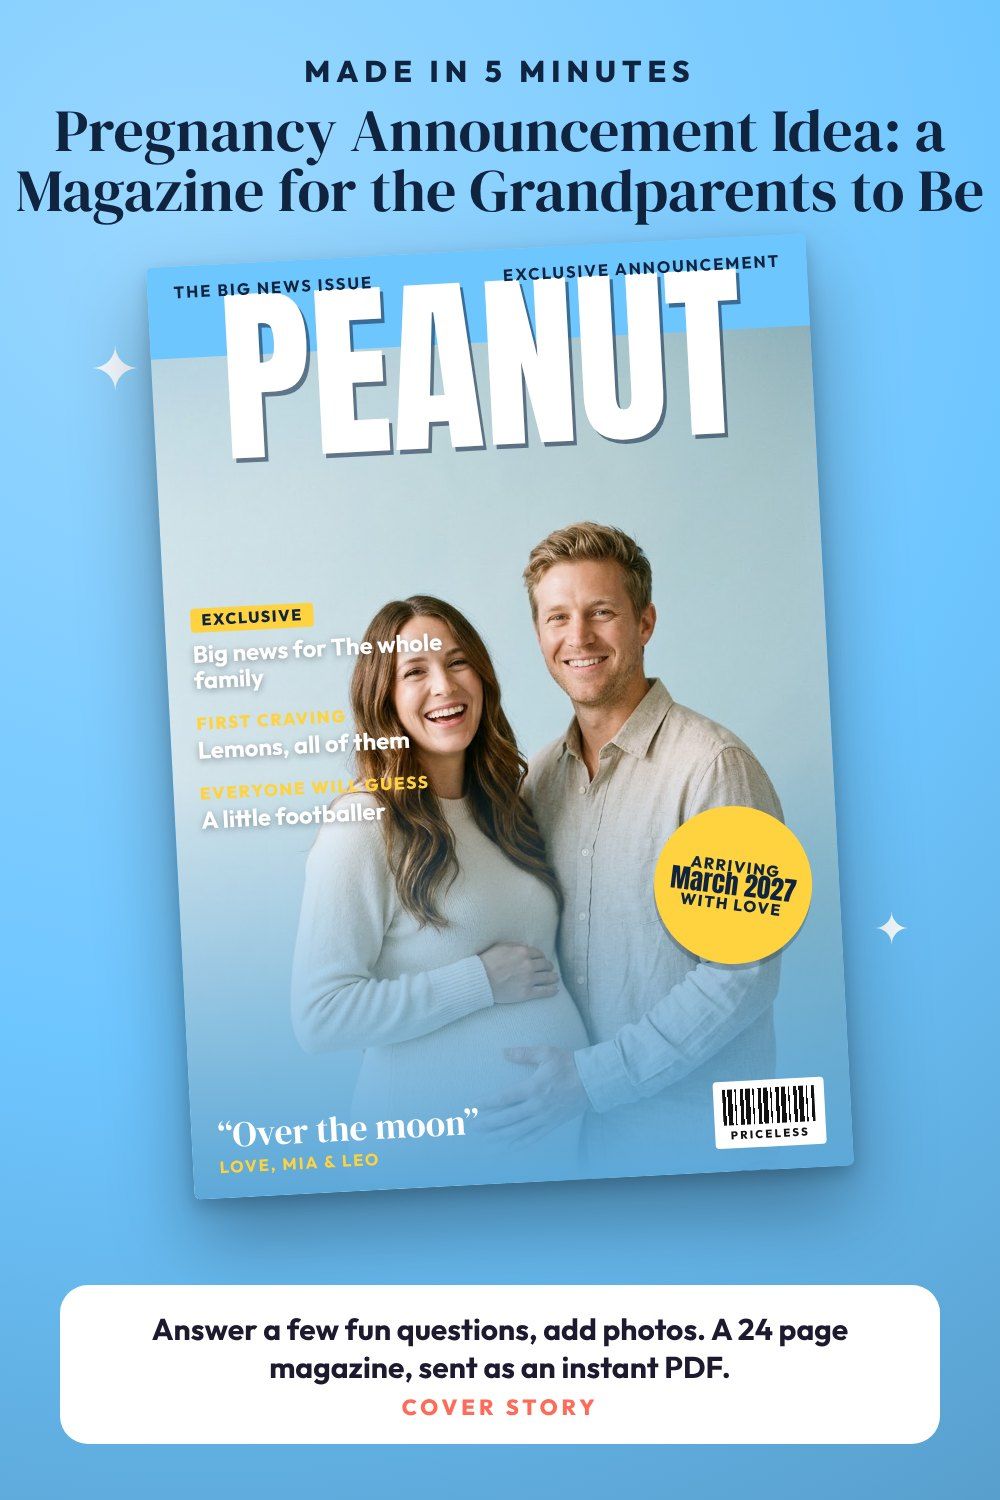 MADE IN 5 MINUTES
Pregnancy Announcement Idea: a
Magazine for the Grandparents to Be
THE BIG NEWS ISSUE
EXCLUSIVE ANNOUNCEMENT
PEANUT
EXCLUSIVE
Big news for The whole
family
FIRST CRAVING
Lemons, all of them
EVERYONE WILL GUESS
A little footballer
ARRIVING
March 2027
WITH LOVE
“Over the moon”
LOVE, MIA & LEO
PRICELESS
Answer a few fun questions, add photos. A 24 page
magazine, sent as an instant PDF.
COVER STORY